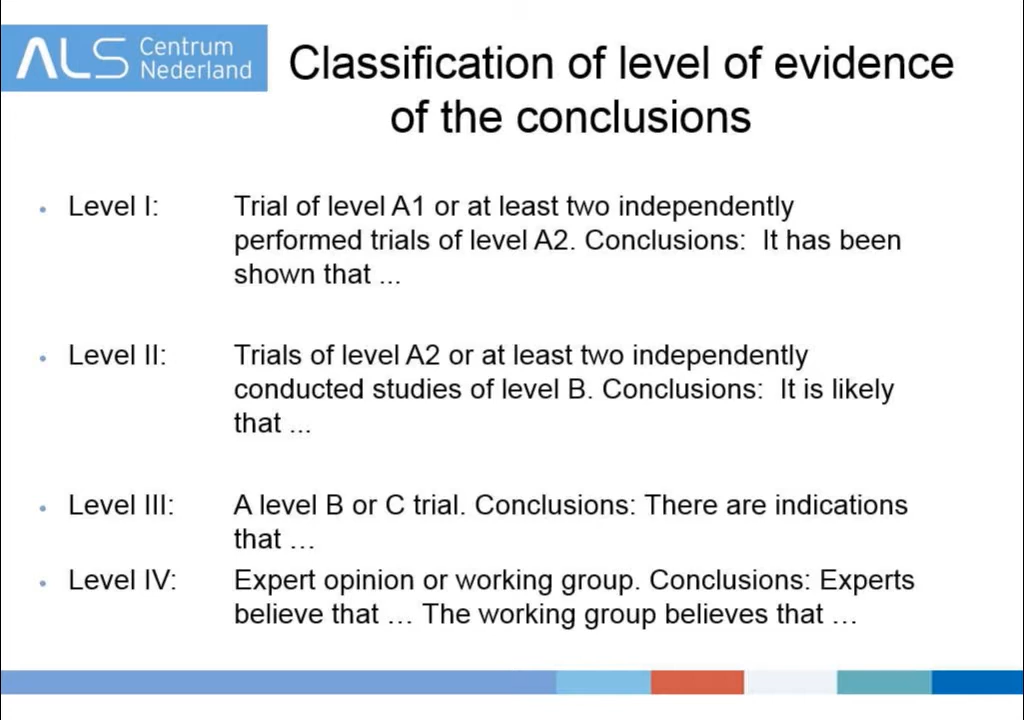 ALS Centrum
Nederland
Classification of level of evidence
of the conclusions
• Level I: Trial of level A1 or at least two independently
performed trials of level A2. Conclusions: It has been
shown that ...
• Level II: Trials of level A2 or at least two independently
conducted studies of level B. Conclusions: It is likely
that ...
• Level III: A level B or C trial. Conclusions: There are indications
that …
• Level IV: Expert opinion or working group. Conclusions: Experts
believe that … The working group believes that …